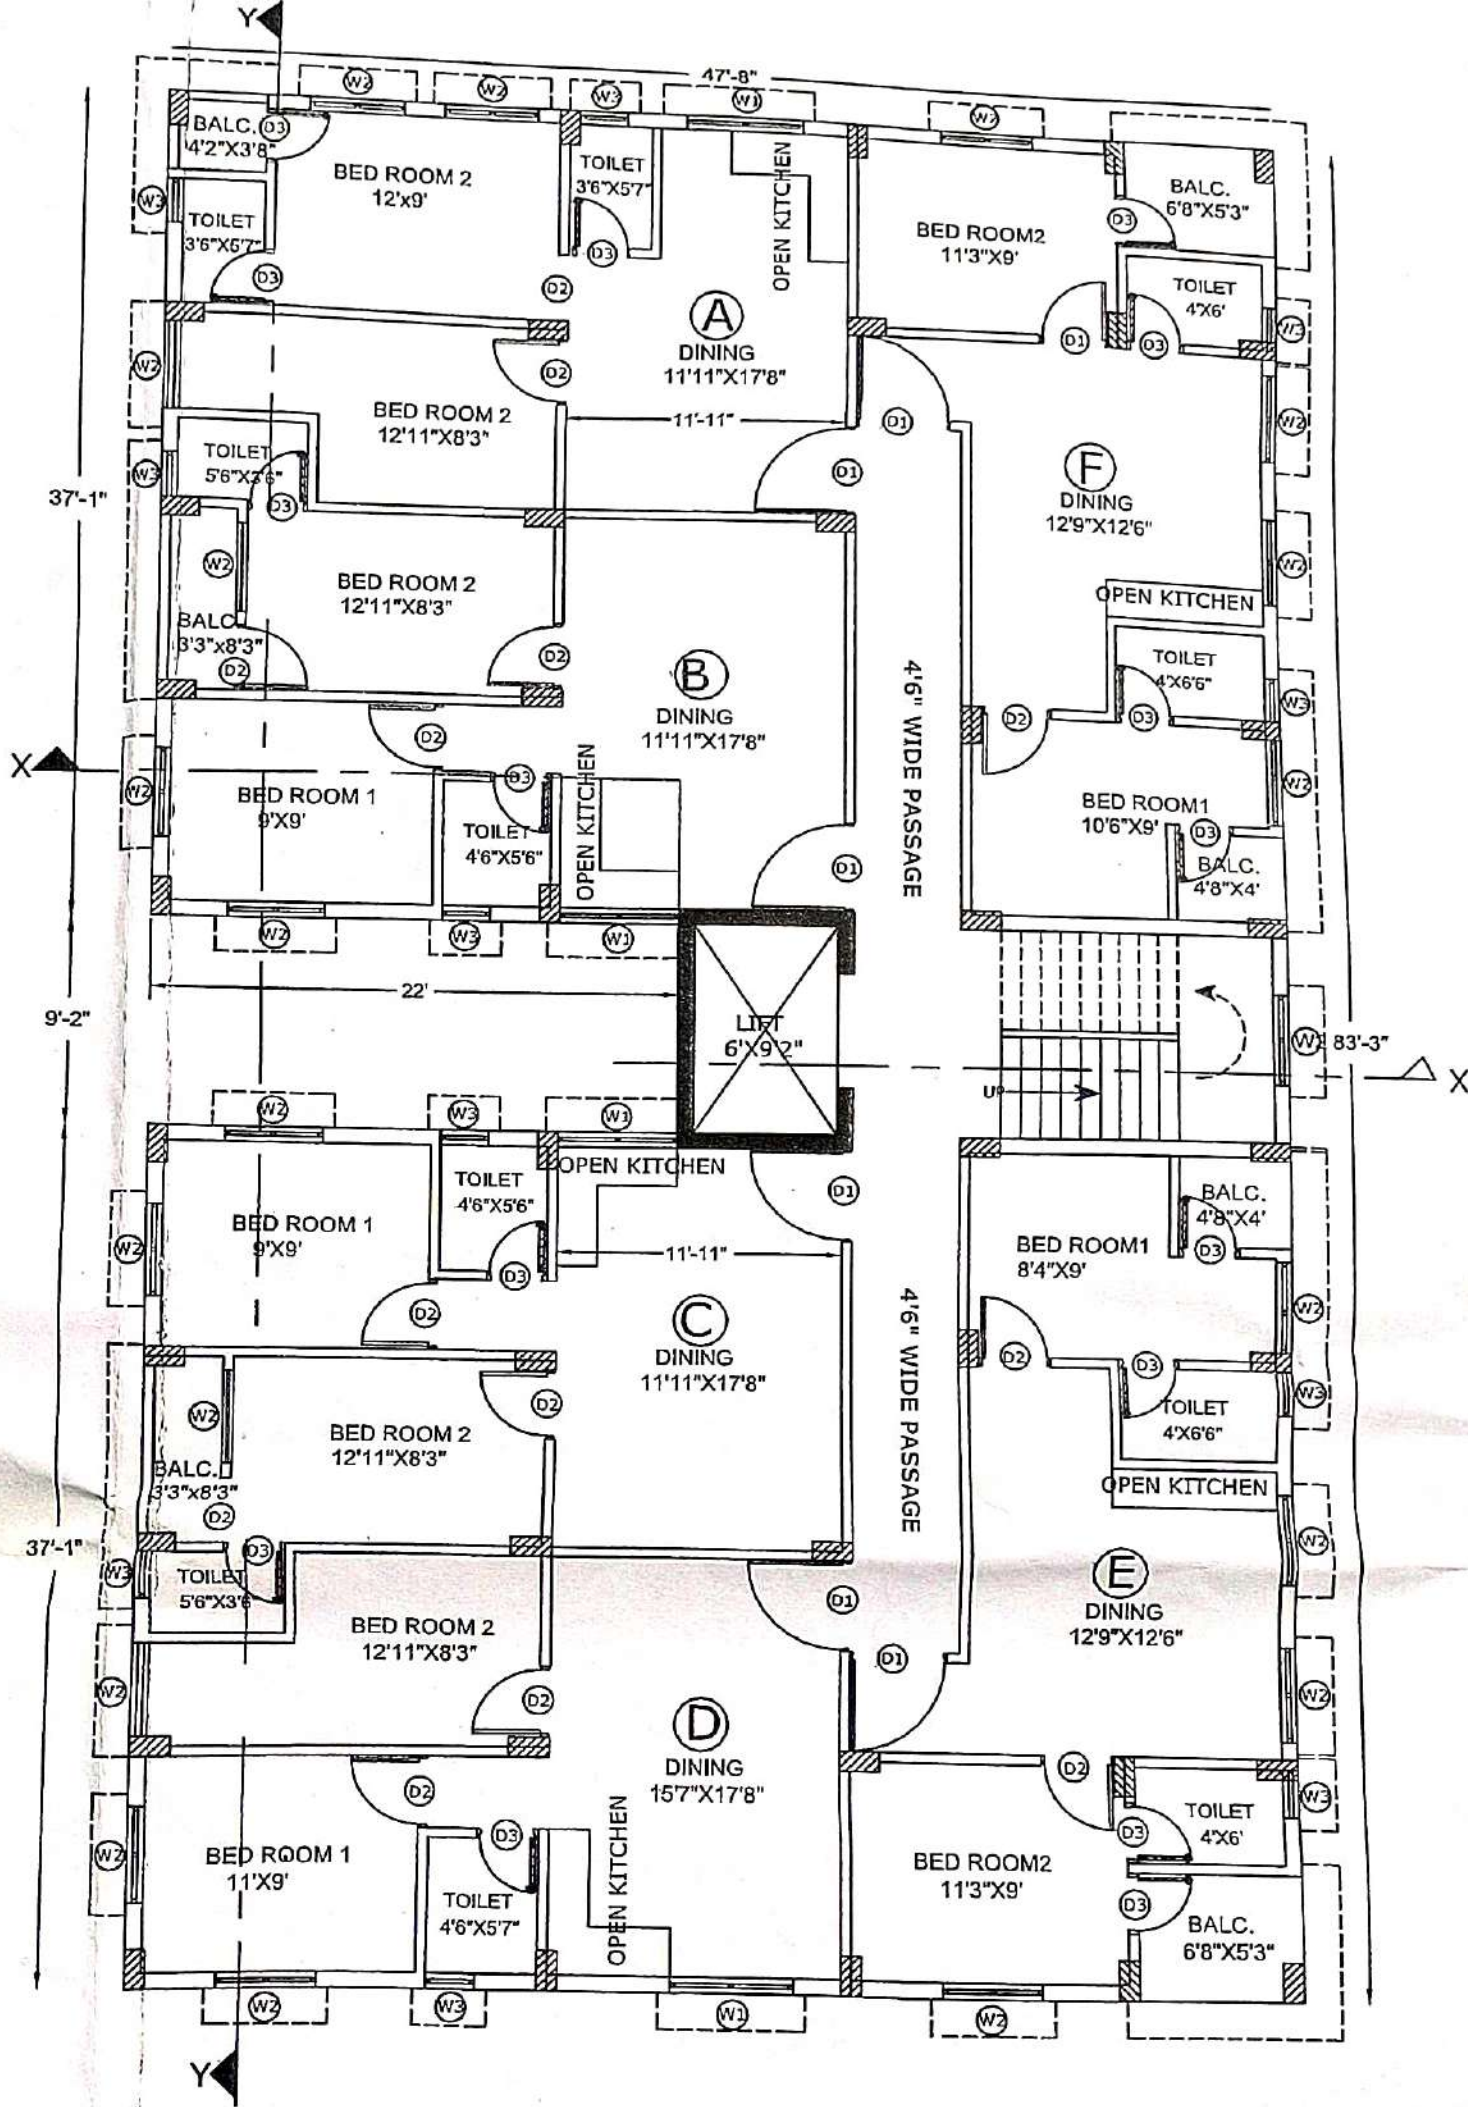 Y
47'-8"
W2
W2
W3
W1
W2
BALC.
4'2"X3'8"
D3
BED ROOM 2
12'x9'
TOILET
3'6"X5'7"
D3
OPEN KITCHEN
BED ROOM2
11'3"X9'
BALC.
6'8"X5'3"
D3
W3
TOILET
3'6"X5'7"
D3
D2
A
DINING
11'11"X17'8"
TOILET
4'X6'
D1
D3
W3
W2
D2
BED ROOM 2
12'11"X8'3"
11'-11"
D1
W2
TOILET
5'6"X3'6"
W3
D3
D1
F
DINING
12'9"X12'6"
37'-1"
W2
BED ROOM 2
12'11"X8'3"
W2
OPEN KITCHEN
BALC.
3'3"x8'3"
D2
D2
B
DINING
11'11"X17'8"
4'6" WIDE PASSAGE
TOILET
4'X6'6"
W3
D2
D3
D2
X
W2
BED ROOM 1
9'X9'
D3
TOILET
4'6"X5'6"
OPEN KITCHEN
BED ROOM1
10'6"X9'
W2
D3
BALC.
4'8"X4'
D1
W2
W3
W1
22'
9'-2"
LIFT
6'X9'2"
W
83'-3"
X
UP
W2
W3
W1
OPEN KITCHEN
TOILET
4'6"X5'6"
D1
BALC.
4'8"X4'
BED ROOM 1
9'X9'
W2
D3
11'-11"
BED ROOM1
8'4"X9'
D3
D2
C
DINING
11'11"X17'8"
4'6" WIDE PASSAGE
W2
D2
D3
W3
D2
W2
BED ROOM 2
12'11"X8'3"
TOILET
4'X6'6"
BALC.
3'3"x8'3"
D2
OPEN KITCHEN
W2
37'-1"
D3
W3
TOILET
5'6"X3'6"
D1
E
DINING
12'9"X12'6"
BED ROOM 2
12'11"X8'3"
D1
W2
D2
W2
D
DINING
15'7"X17'8"
D2
D2
W3
TOILET
4'X6'
D3
D3
W2
BED ROOM 1
11'X9'
OPEN KITCHEN
BED ROOM2
11'3"X9'
TOILET
4'6"X5'7"
D3
BALC.
6'8"X5'3"
W2
W3
W1
W2
Y